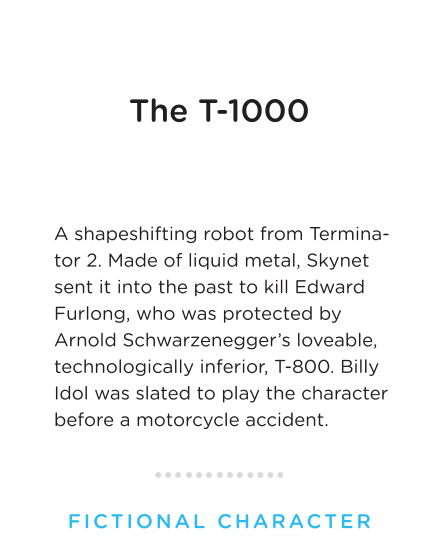 The T-1000
A shapeshifting robot from Termina-
tor 2. Made of liquid metal, Skynet
sent it into the past to kill Edward
Furlong, who was protected by
Arnold Schwarzenegger’s loveable,
technologically inferior, T-800. Billy
Idol was slated to play the character
before a motorcycle accident.
FICTIONAL CHARACTER